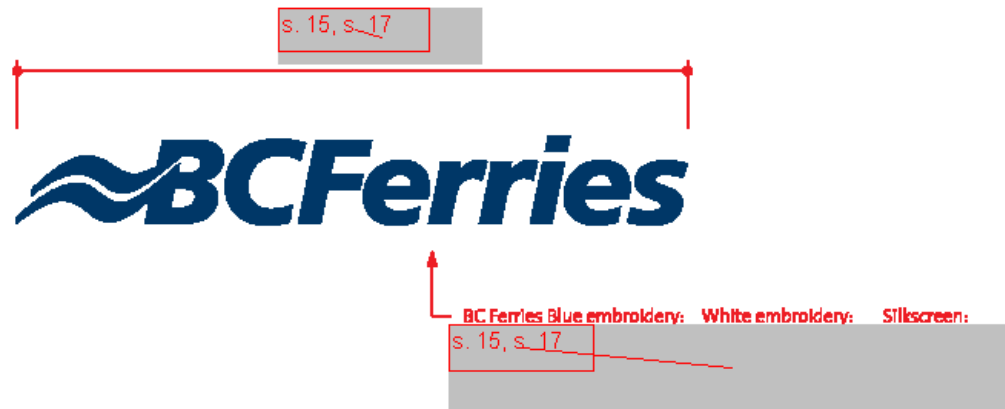 s. 15, s. 17
BCFerries
BC Ferries Blue embroidery: White embroidery: Silkscreen:
s. 15, s. 17